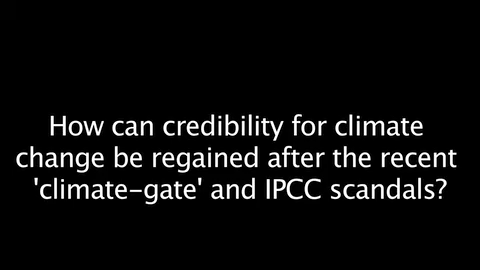 How can credibility for climate
change be regained after the recent
'climate-gate' and IPCC scandals?